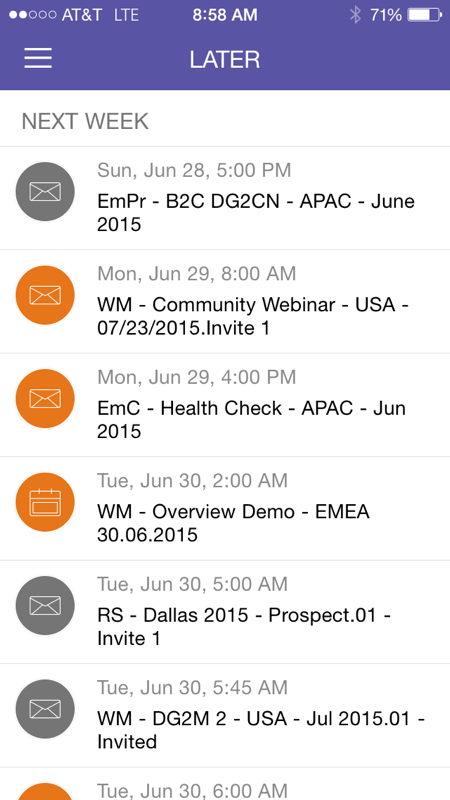 AT&T LTE 8:58 AM 71%
LATER
NEXT WEEK
Sun, Jun 28, 5:00 PM
EmPr - B2C DG2CN - APAC - June
2015
Mon, Jun 29, 8:00 AM
WM - Community Webinar - USA -
07/23/2015.Invite 1
Mon, Jun 29, 4:00 PM
EmC - Health Check - APAC - Jun
2015
Tue, Jun 30, 2:00 AM
WM - Overview Demo - EMEA
30.06.2015
Tue, Jun 30, 5:00 AM
RS - Dallas 2015 - Prospect.01 -
Invite 1
Tue, Jun 30, 5:45 AM
WM - DG2M 2 - USA - Jul 2015.01 -
Invited
Tue, Jun 30, 6:00 AM